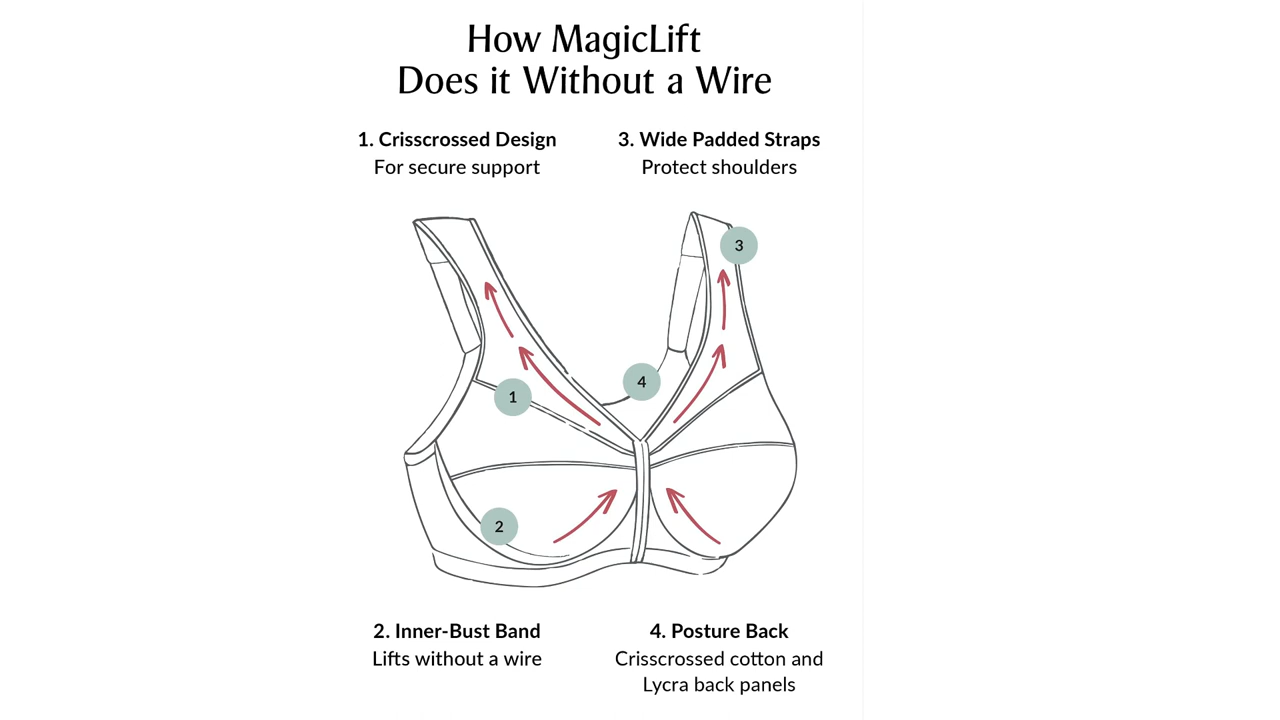 How MagicLift
Does it Without a Wire
1. Crisscrossed Design
For secure support
3. Wide Padded Straps
Protect shoulders
3
4
1
2
2. Inner-Bust Band
Lifts without a wire
4. Posture Back
Crisscrossed cotton and
Lycra back panels